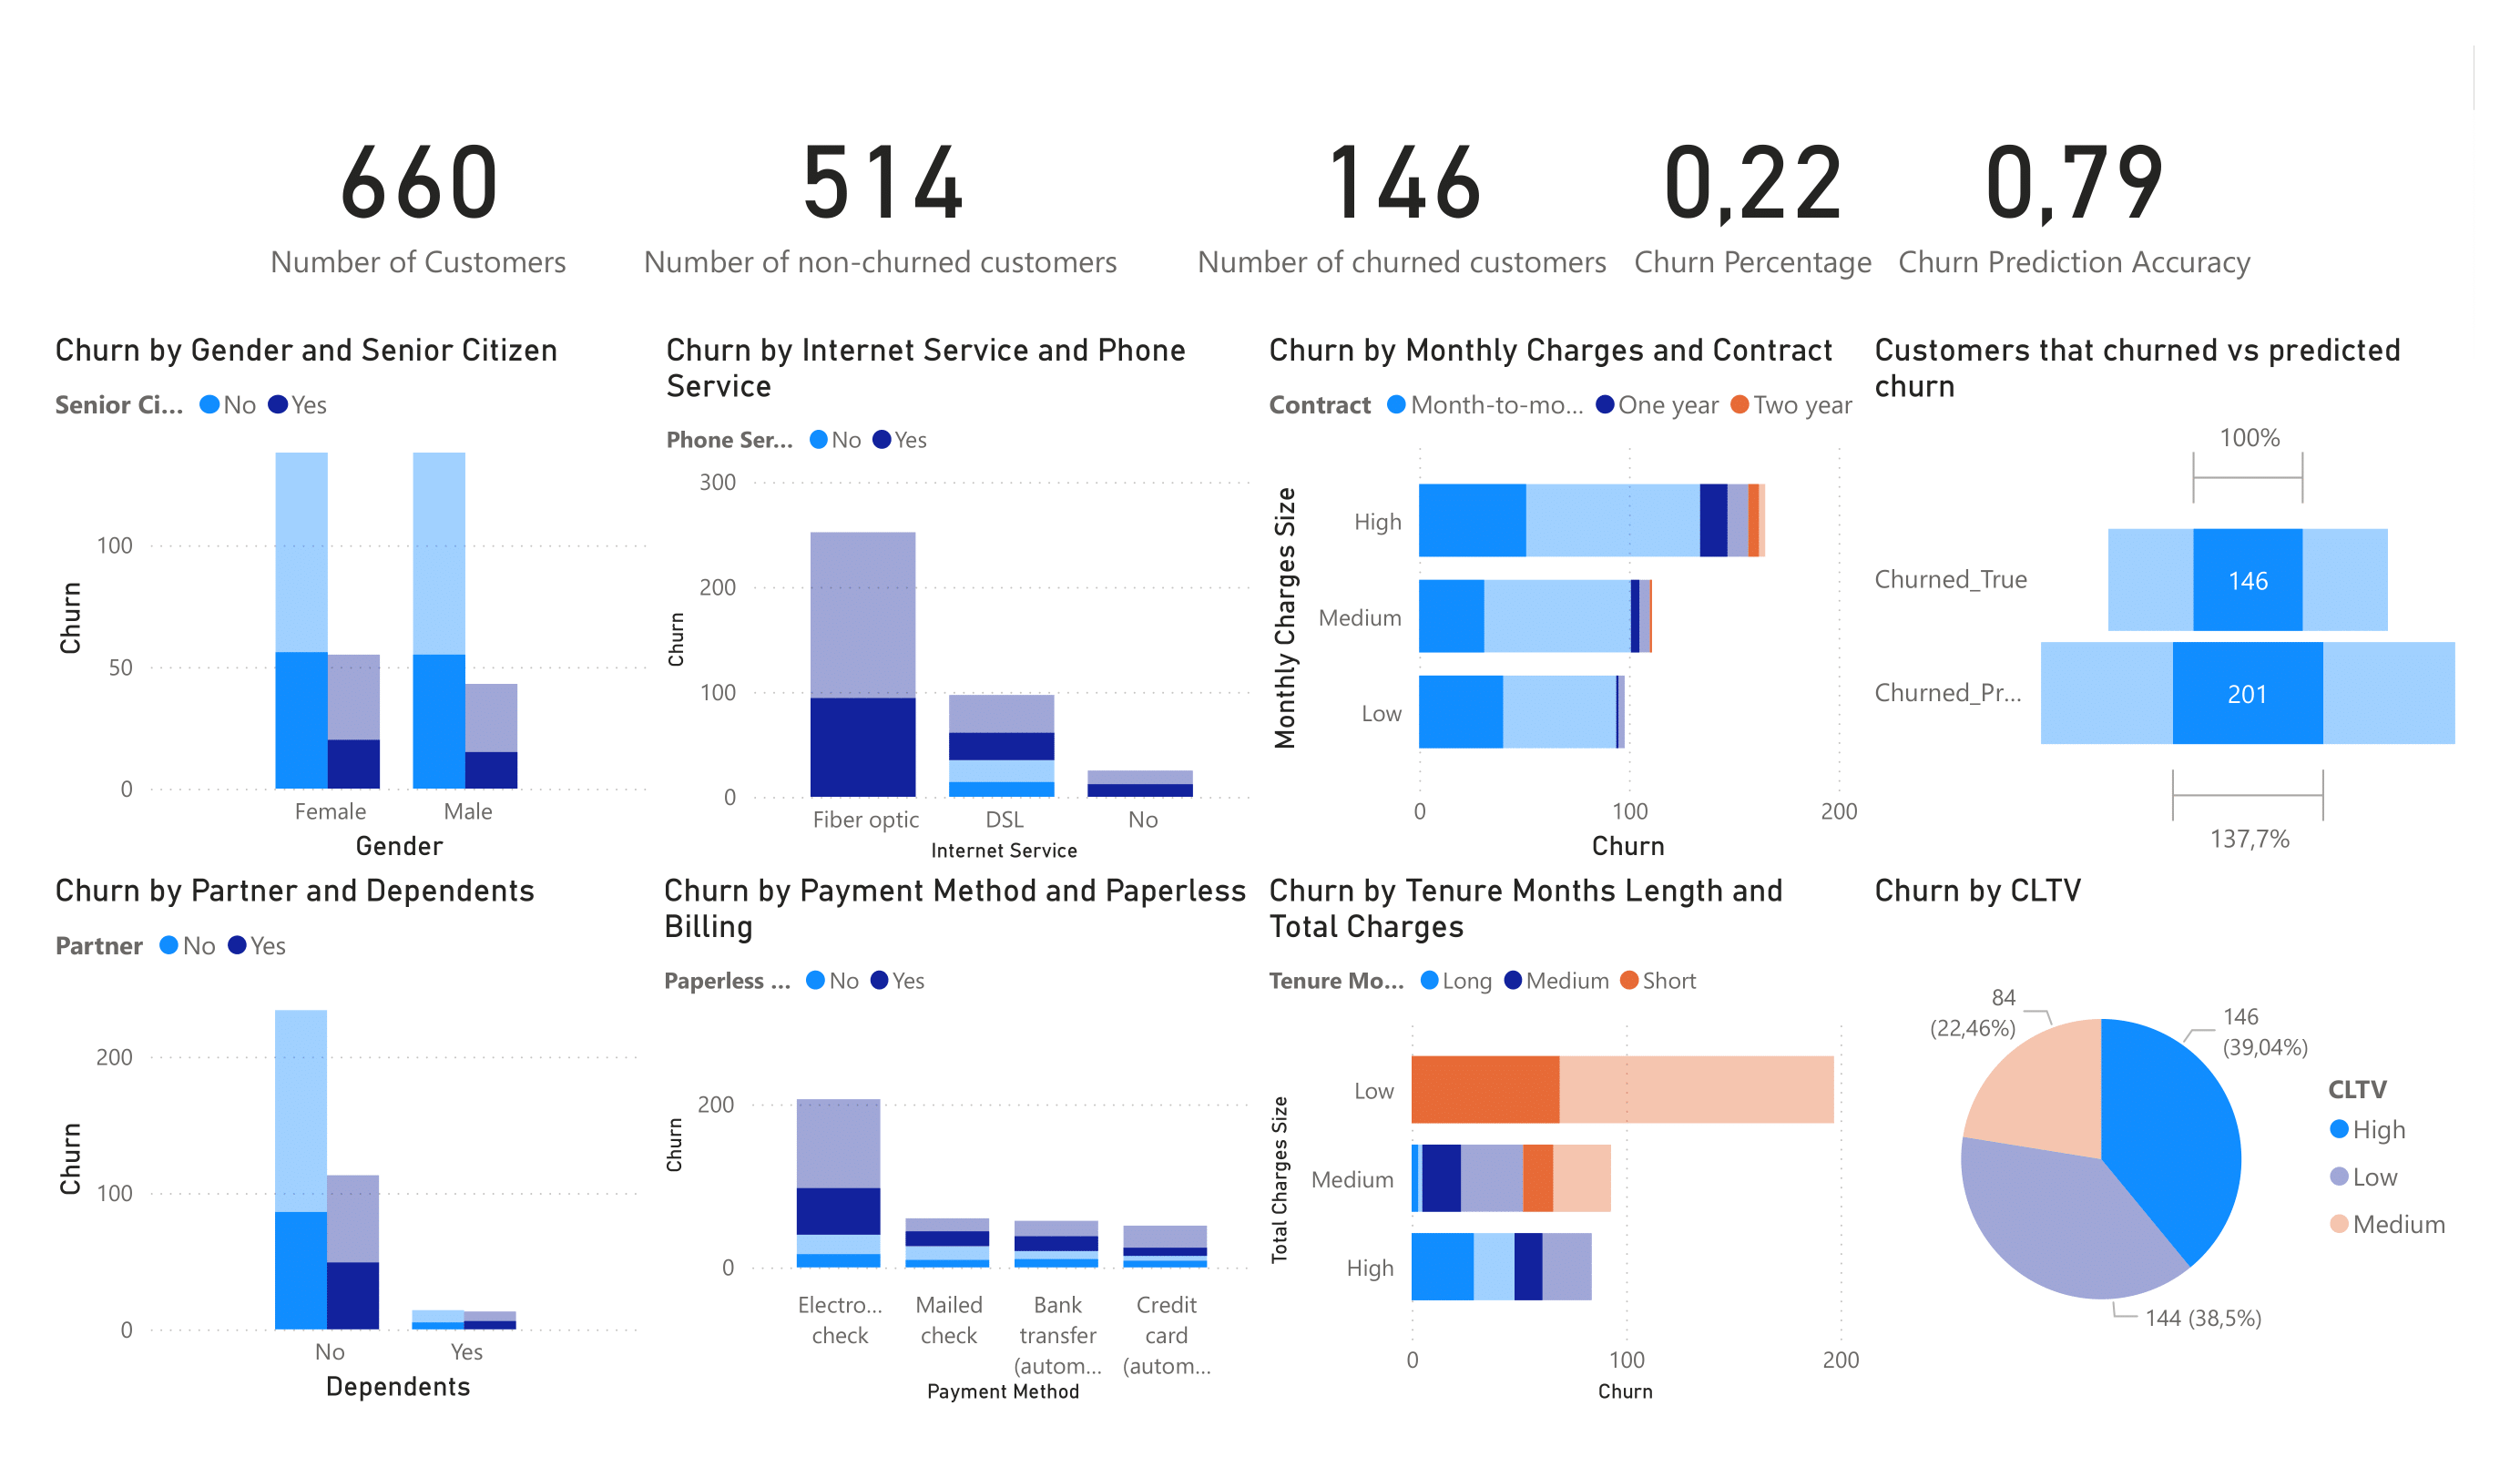 660
Number of Customers
514
Number of non-churned customers
146
Number of churned customers
0,22
Churn Percentage
0,79
Churn Prediction Accuracy
Churn by Gender and Senior Citizen
Senior Ci... No Yes
100
50
0
Churn
Female Male
Gender
Churn by Internet Service and Phone
Service
Phone Ser... No Yes
300
200
100
0
Churn
Fiber optic DSL No
Internet Service
Churn by Monthly Charges and Contract
Contract Month-to-mo... One year Two year
Monthly Charges Size
High
Medium
Low
0 100 200
Churn
Customers that churned vs predicted
churn
100%
Churned_True 146
Churned_Pr... 201
137,7%
Churn by Partner and Dependents
Partner No Yes
200
100
0
Churn
No Yes
Dependents
Churn by Payment Method and Paperless
Billing
Paperless ... No Yes
200
0
Churn
Electro...
check
Mailed
check
Bank
transfer
(autom...
Credit
card
(autom...
Payment Method
Churn by Tenure Months Length and
Total Charges
Tenure Mo... Long Medium Short
Total Charges Size
Low
Medium
High
0 100 200
Churn
Churn by CLTV
84
(22,46%)
146
(39,04%)
144 (38,5%)
CLTV
High
Low
Medium